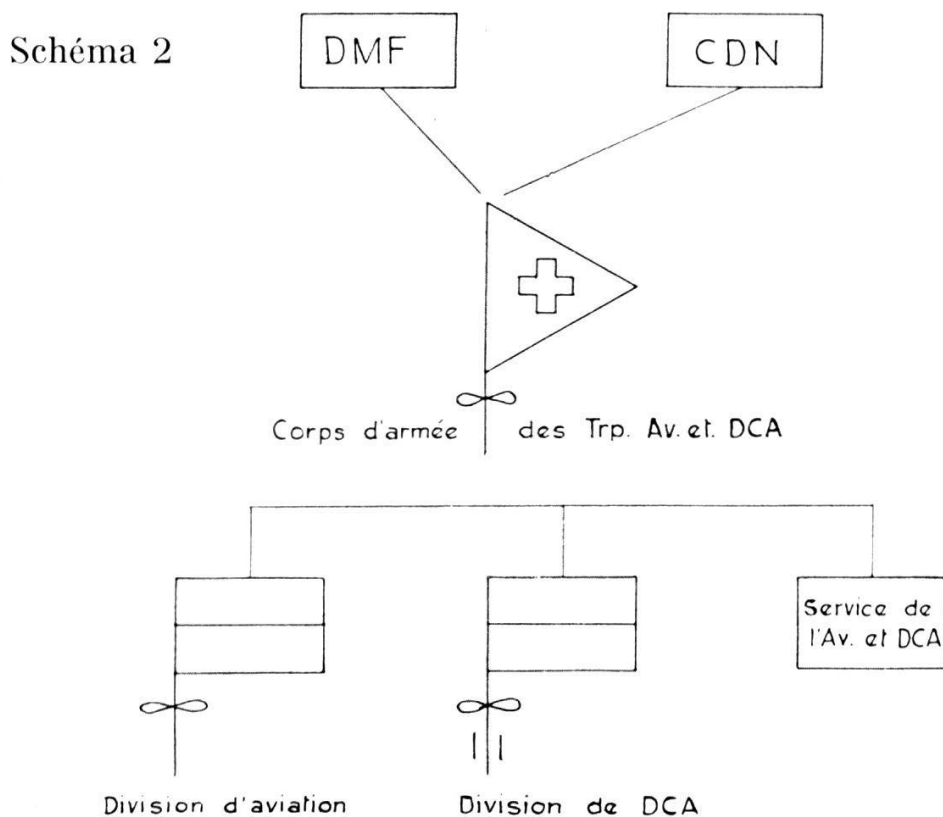 Schéma 2
DMF
CDN
Corps d'armée des Trp. Av. et. DCA
Service de
l'Av. et DCA
Division d'aviation
Division de DCA